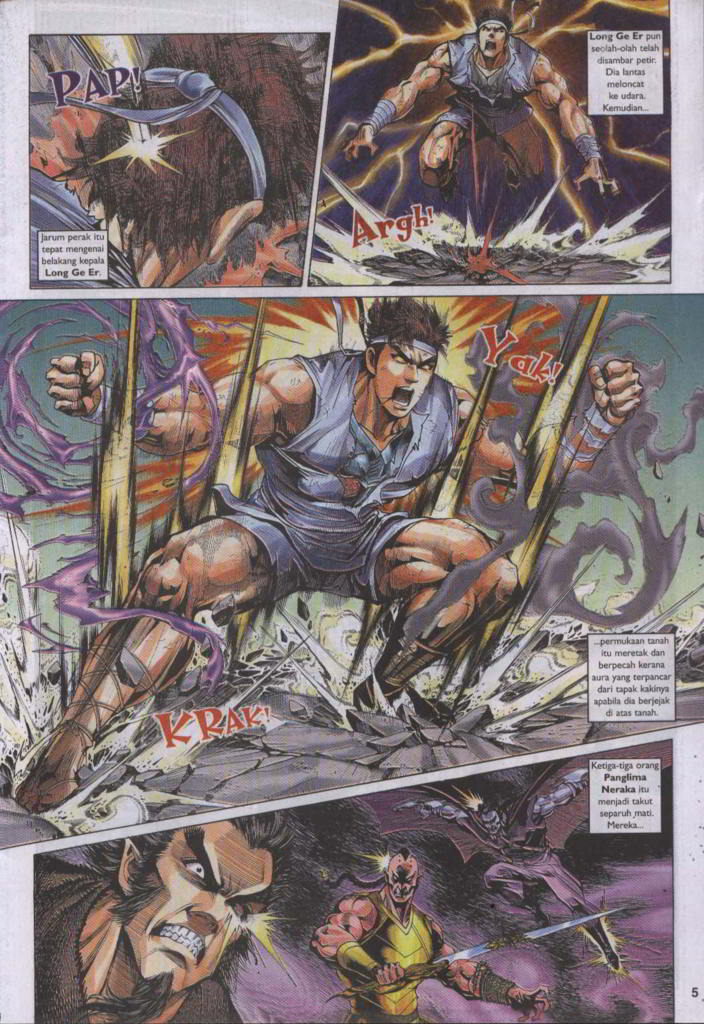 PAP!
Jarum perak itu
tepat mengenai
belakang kepala
Long Ge Er.
Long Ge Er pun
seolah-olah telah
disambar petir.
Dia lantas
meloncat
ke udara.
Kemudian...
Argh!
Yak!
...permukaan tanah
itu meretak dan
berpecah kerana
aura yang terpancar
dari tapak kakinya
apabila dia berjejak
di atas tanah.
KRAK!
Ketiga-tiga orang
Panglima
Neraka itu
menjadi takut
separuh mati.
Mereka...
5